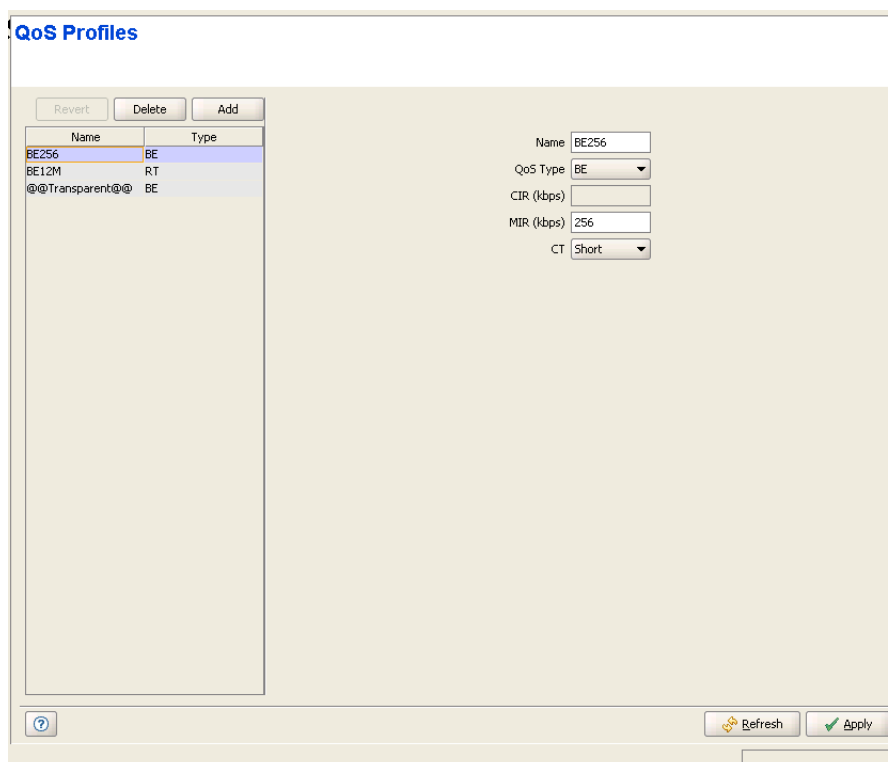 QoS Profiles
Revert Delete Add
Name Type
BE256 BE
BE12M RT
@@Transparent@@ BE
Name BE256
QoS Type BE
CIR (kbps)
MIR (kbps) 256
CT Short
?
Refresh Apply